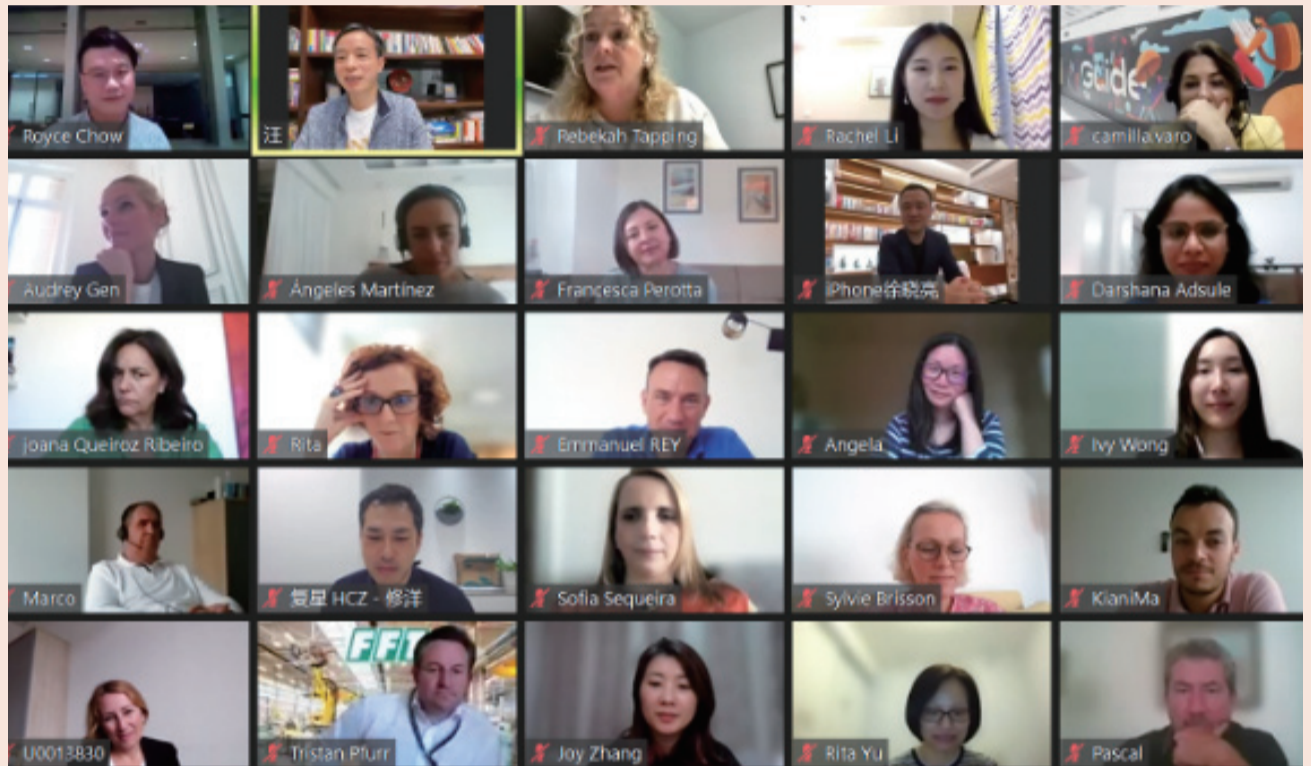 Royce Chow
汪
Rebekah Tapping
Rachel Li
camilla.varo
GUIDE
Audrey Gen
Ángeles Martínez
Francesca Perotta
iPhone徐晓亮
Darshana Adsule
joana Queiroz Ribeiro
Rita
Emmanuel REY
Angela
Ivy Wong
Marco
复星 HCZ - 修洋
Sofia Sequeira
Sylvie Brisson
KianiMa
U0013830
FFT
Tristan Pfurr
Joy Zhang
Rita Yu
Pascal